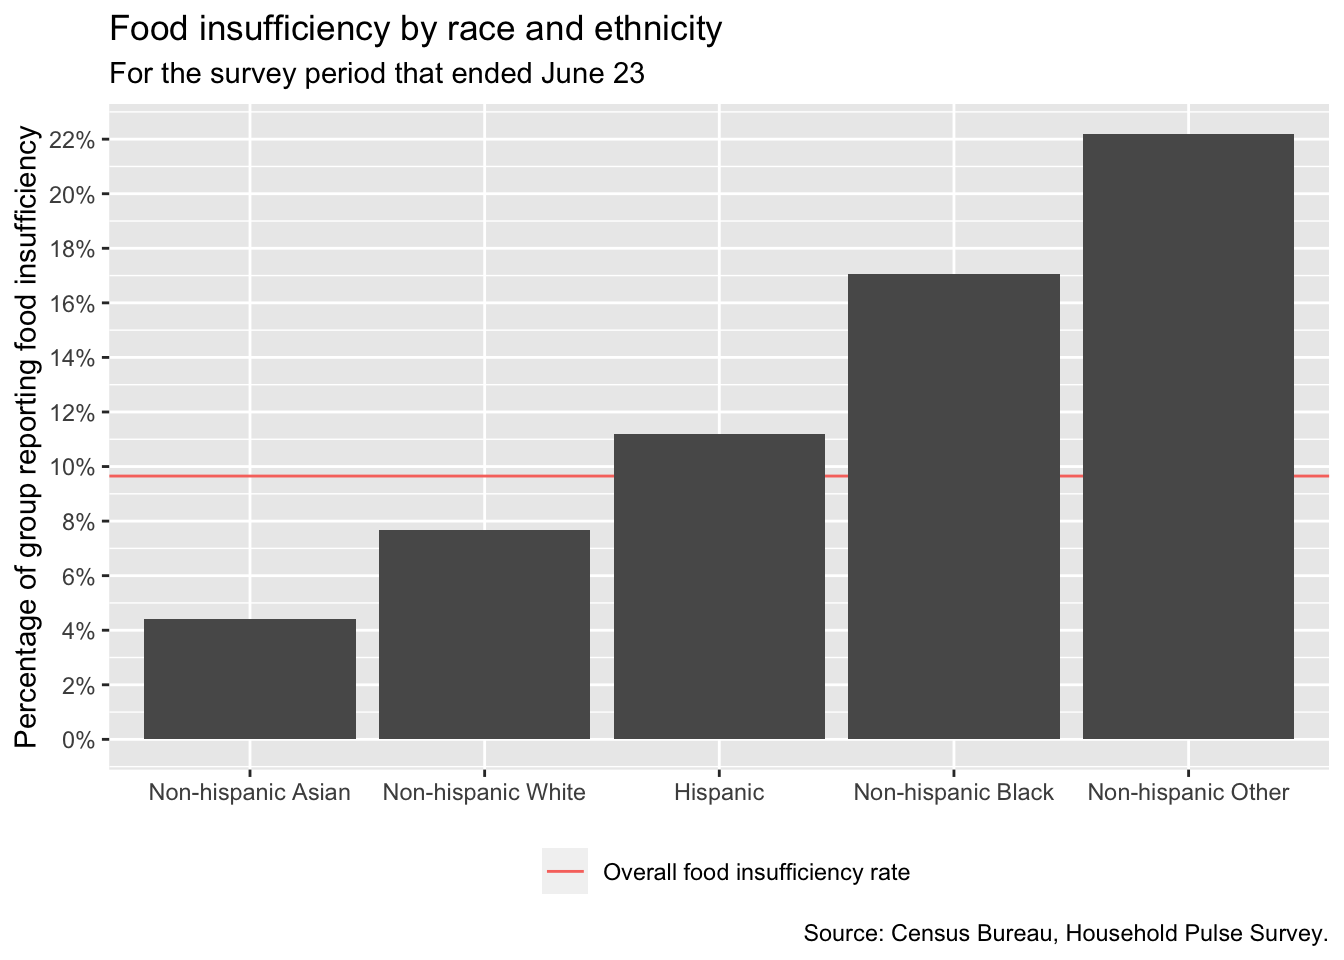 Food insufficiency by race and ethnicity
For the survey period that ended June 23
Percentage of group reporting food insufficiency
22%
20%
18%
16%
14%
12%
10%
8%
6%
4%
2%
0%
Non-hispanic Asian Non-hispanic White Hispanic Non-hispanic Black Non-hispanic Other
Overall food insufficiency rate
Source: Census Bureau, Household Pulse Survey.